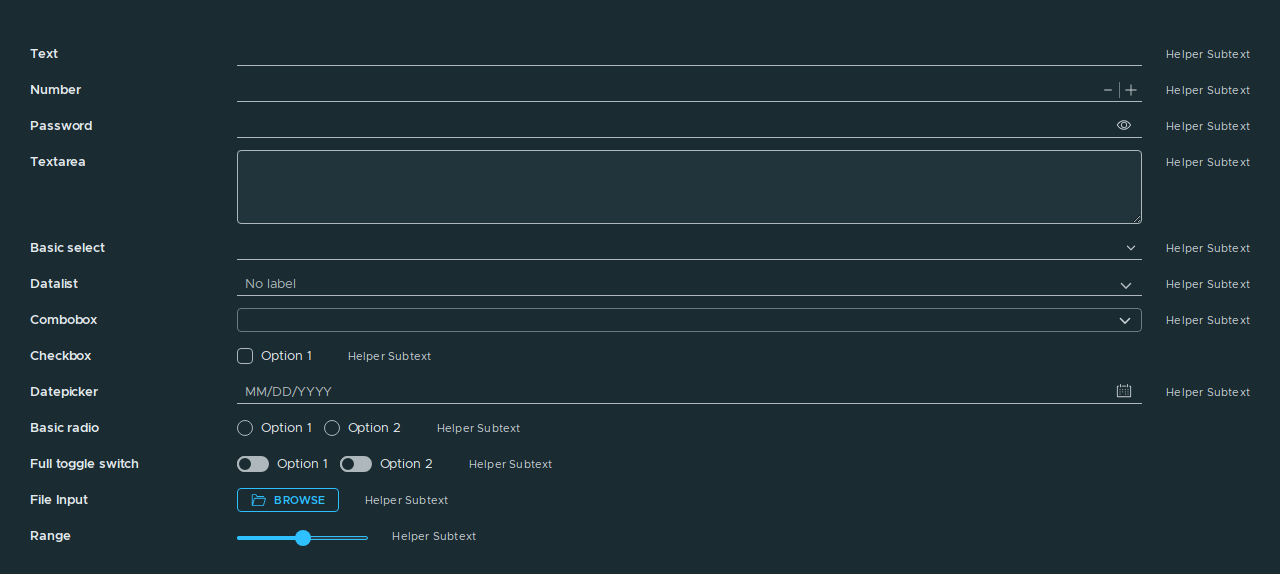 Text Helper Subtext
Number Helper Subtext
Password Helper Subtext
Textarea Helper Subtext
Basic select Helper Subtext
Datalist No label Helper Subtext
Combobox Helper Subtext
Checkbox Option 1 Helper Subtext
Datepicker MM/DD/YYYY Helper Subtext
Basic radio Option 1 Option 2 Helper Subtext
Full toggle switch Option 1 Option 2 Helper Subtext
File Input BROWSE Helper Subtext
Range Helper Subtext